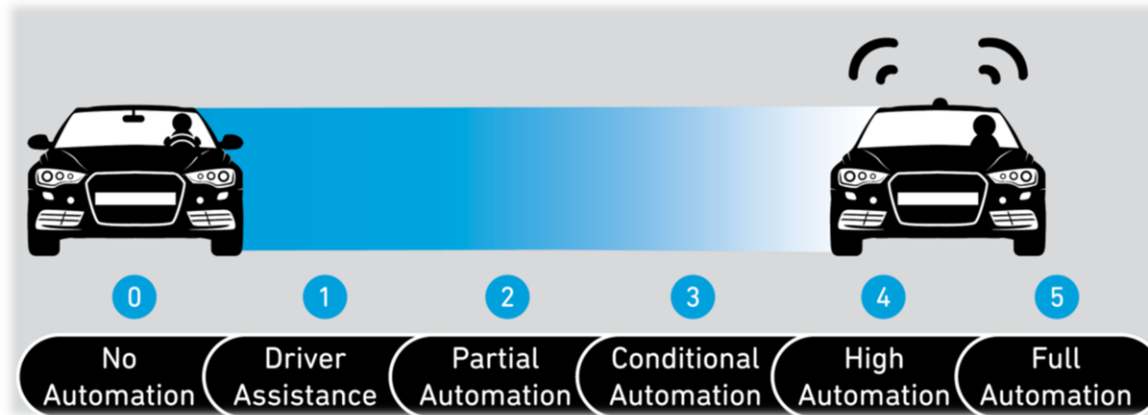 0 1 2 3 4 5
No Automation
Driver Assistance
Partial Automation
Conditional Automation
High Automation
Full Automation